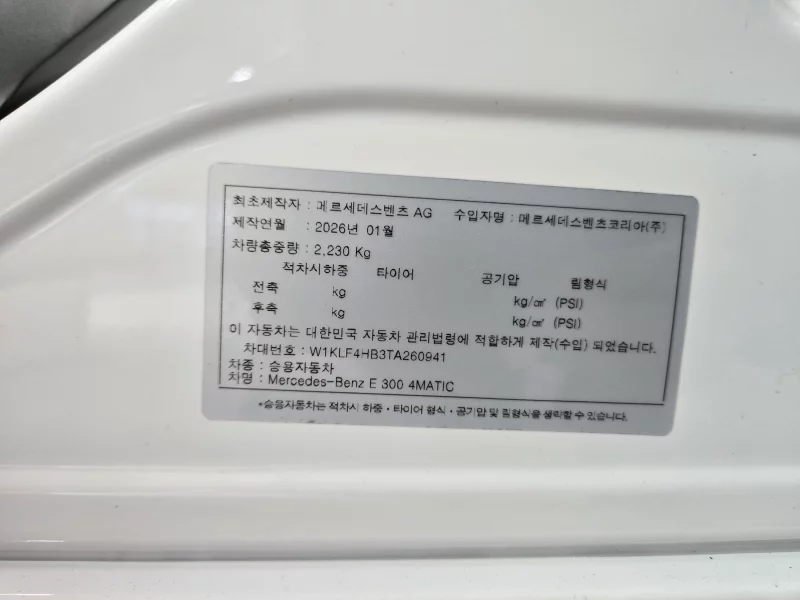 최초제작자 : 메르세데스벤츠 AG 수입자명 : 메르세데스벤츠코리아(주)
제작연월 : 2026년 01월
차량총중량 : 2,230 Kg
적차시하중 타이어 공기압 림형식
전축 kg kg/㎠ (PSI)
후축 kg kg/㎠ (PSI)
이 자동차는 대한민국 자동차 관리법령에 적합하게 제작(수입) 되었습니다.
차대번호 : W1KLF4HB3TA260941
차종 : 승용자동차
차명 : Mercedes-Benz E 300 4MATIC
*승용자동차는 적차시 하중・타이어 형식・공기압 및 림형식을 생략할 수 있습니다.